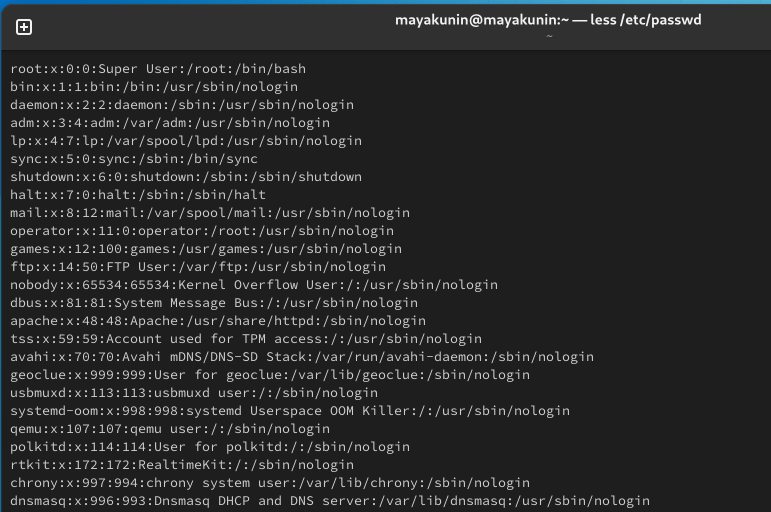 mayakunin@mayakunin:~ — less /etc/passwd
~
root:x:0:0:Super User:/root:/bin/bash
bin:x:1:1:bin:/bin:/usr/sbin/nologin
daemon:x:2:2:daemon:/sbin:/usr/sbin/nologin
adm:x:3:4:adm:/var/adm:/usr/sbin/nologin
lp:x:4:7:lp:/var/spool/lpd:/usr/sbin/nologin
sync:x:5:0:sync:/sbin:/bin/sync
shutdown:x:6:0:shutdown:/sbin:/sbin/shutdown
halt:x:7:0:halt:/sbin:/sbin/halt
mail:x:8:12:mail:/var/spool/mail:/usr/sbin/nologin
operator:x:11:0:operator:/root:/usr/sbin/nologin
games:x:12:100:games:/usr/games:/usr/sbin/nologin
ftp:x:14:50:FTP User:/var/ftp:/usr/sbin/nologin
nobody:x:65534:65534:Kernel Overflow User:/:/usr/sbin/nologin
dbus:x:81:81:System Message Bus:/:/usr/sbin/nologin
apache:x:48:48:Apache:/usr/share/httpd:/sbin/nologin
tss:x:59:59:Account used for TPM access:/:/usr/sbin/nologin
avahi:x:70:70:Avahi mDNS/DNS-SD Stack:/var/run/avahi-daemon:/sbin/nologin
geoclue:x:999:999:User for geoclue:/var/lib/geoclue:/sbin/nologin
usbmuxd:x:113:113:usbmuxd user:/:/sbin/nologin
systemd-oom:x:998:998:systemd Userspace OOM Killer:/:/usr/sbin/nologin
qemu:x:107:107:qemu user:/:/sbin/nologin
polkitd:x:114:114:User for polkitd:/:/sbin/nologin
rtkit:x:172:172:RealtimeKit:/:/sbin/nologin
chrony:x:997:994:chrony system user:/var/lib/chrony:/sbin/nologin
dnsmasq:x:996:993:Dnsmasq DHCP and DNS server:/var/lib/dnsmasq:/usr/sbin/nologin